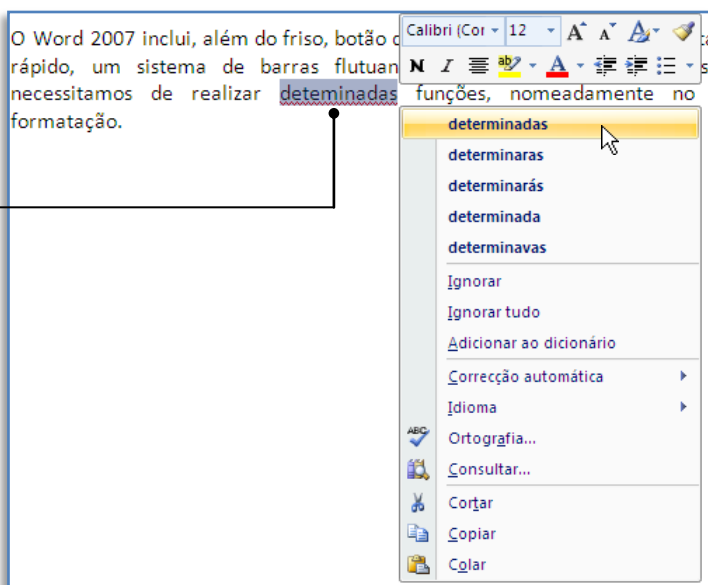 O Word 2007 inclui, além do friso, botão
Calibri (Cor 12
rápido, um sistema de barras flutuan
N I ab A
necessitamos de realizar deteminadas funções, nomeadamente no
formatação.
determinadas
determinaras
determinarás
determinada
determinavas
Ignorar
Ignorar tudo
Adicionar ao dicionário
Correcção automática
Idioma
ABC Ortografia...
Consultar...
Cortar
Copiar
Colar